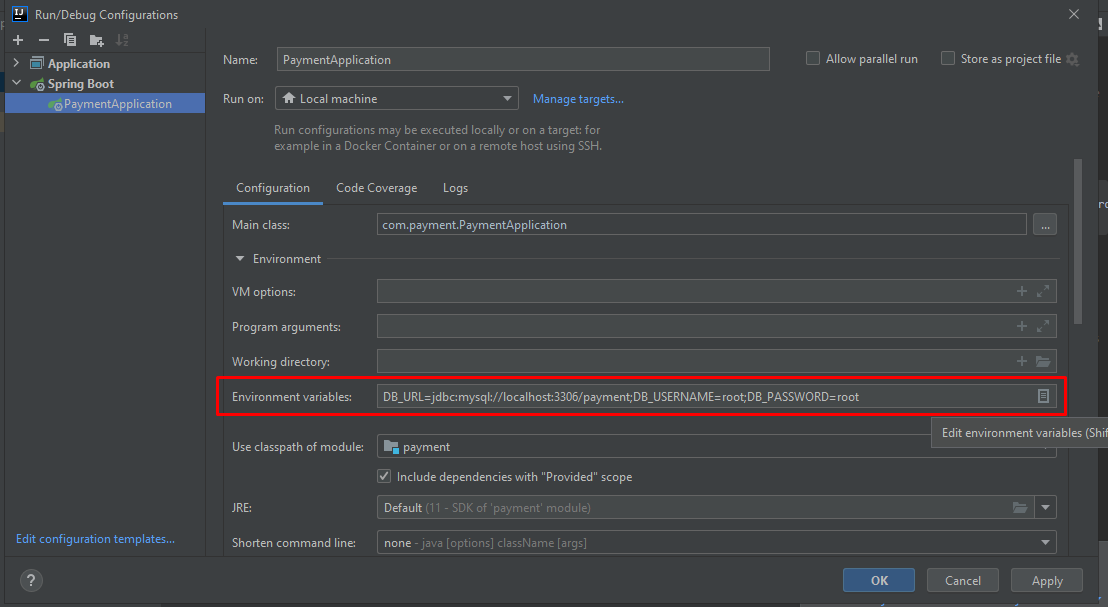 Run/Debug Configurations
Application
Spring Boot
PaymentApplication
Edit configuration templates...
Name: PaymentApplication Allow parallel run Store as project file
Run on: Local machine Manage targets...
Run configurations may be executed locally or on a target: for
example in a Docker Container or on a remote host using SSH.
Configuration Code Coverage Logs
Main class: com.payment.PaymentApplication ...
Environment
VM options:
Program arguments:
Working directory:
Environment variables: DB_URL=jdbc:mysql://localhost:3306/payment;DB_USERNAME=root;DB_PASSWORD=root
Edit environment variables (Shif
Use classpath of module: payment
Include dependencies with "Provided" scope
JRE: Default (11 - SDK of 'payment' module)
Shorten command line: none - java [options] className [args]
? OK Cancel Apply